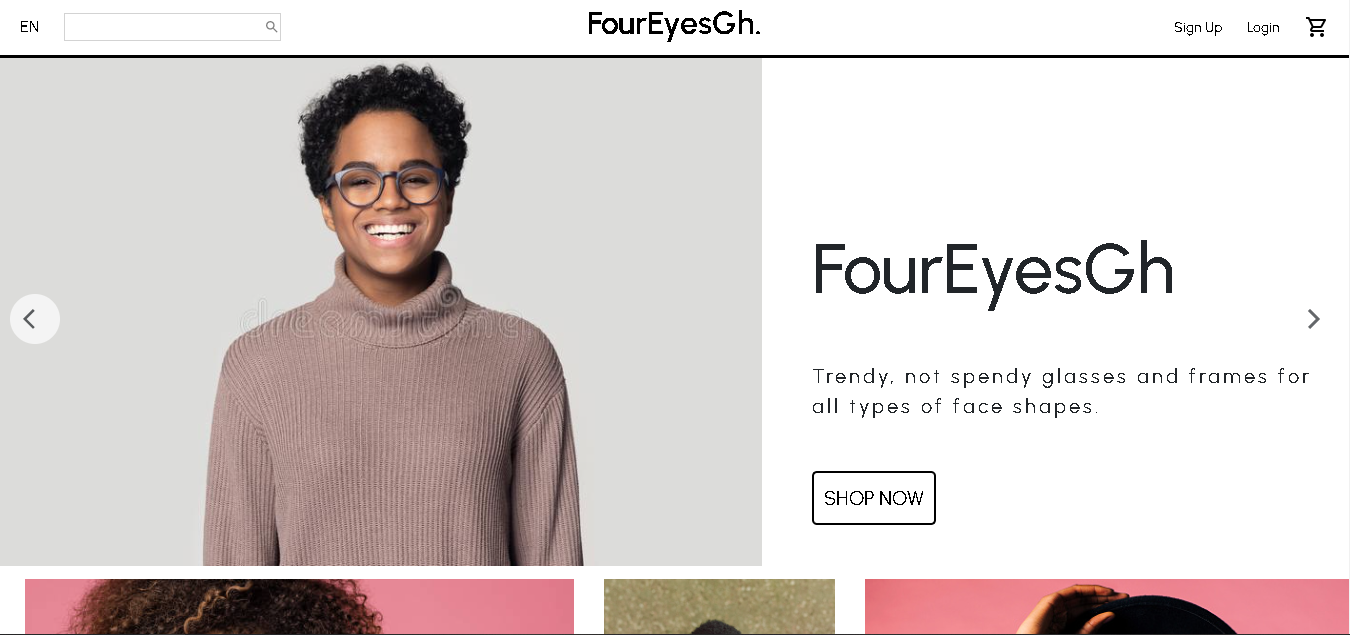 EN
FourEyesGh.
Sign Up
Login
FourEyesGh
Trendy, not spendy glasses and frames for
all types of face shapes.
SHOP NOW
dreamstime